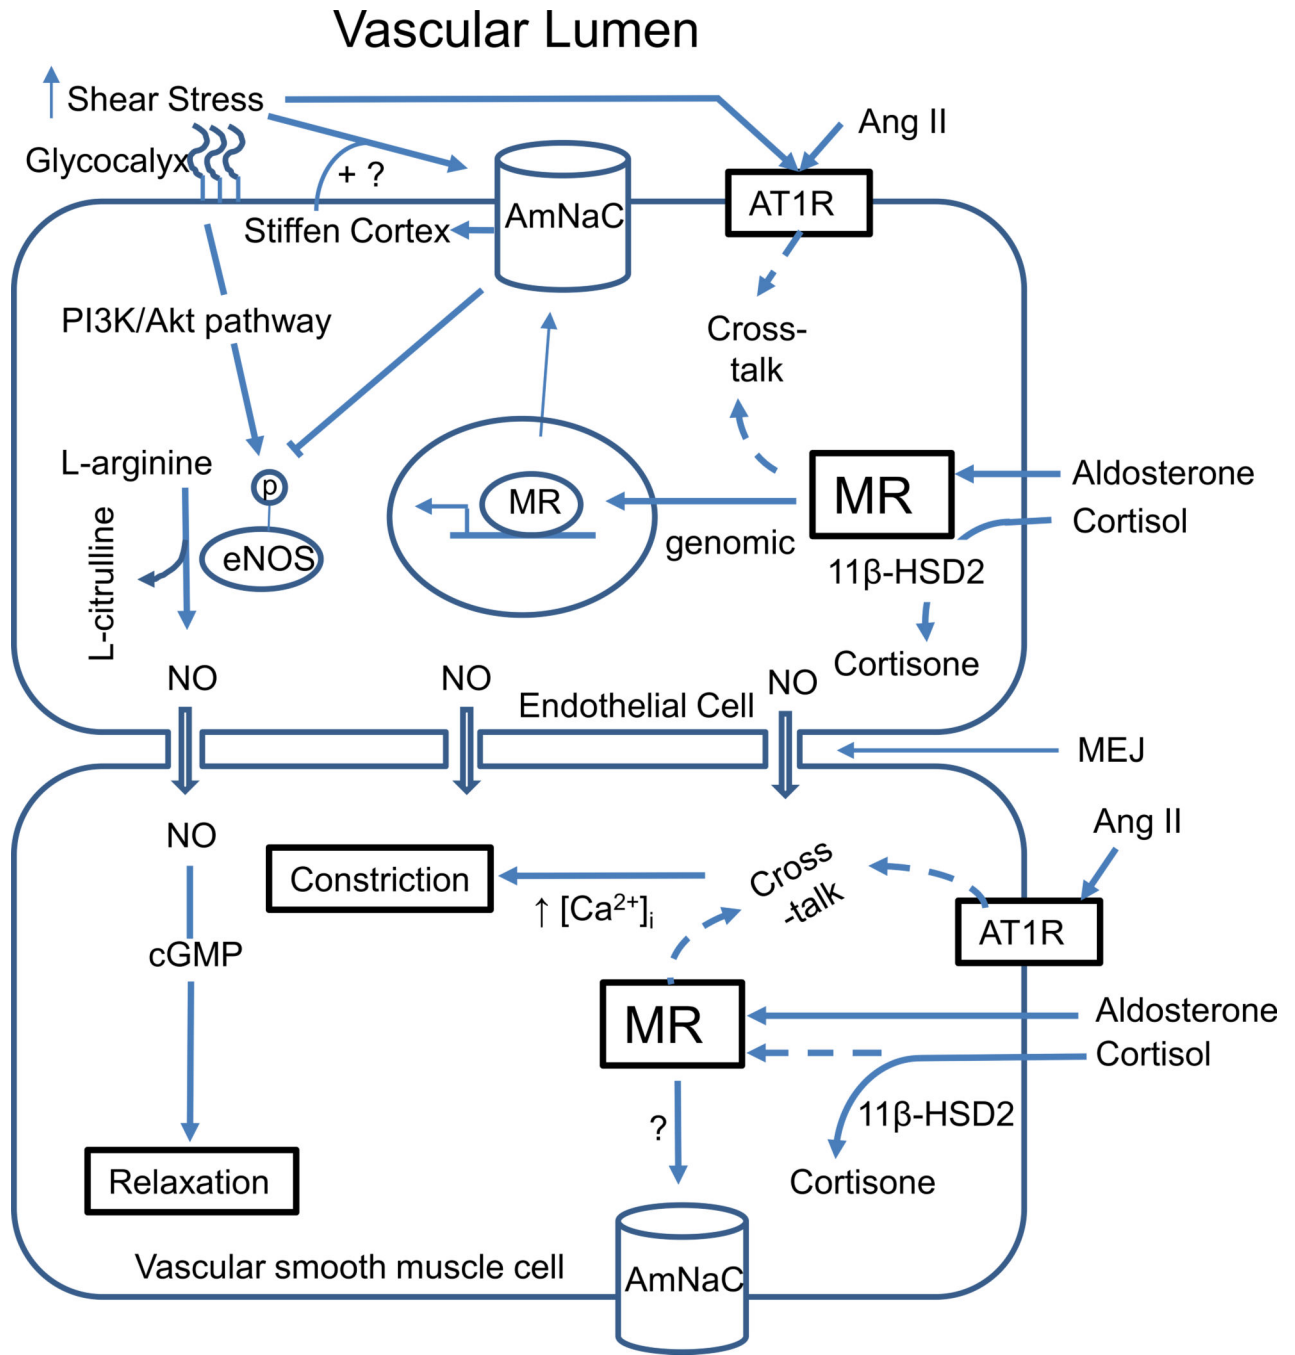 Vascular Lumen
Shear Stress
Ang II
Glycocalyx
+ ?
AT1R
AmNaC
Stiffen Cortex
PI3K/Akt pathway
Cross-
talk
L-arginine
p
MR
MR
Aldosterone
Cortisol
genomic
eNOS
11β-HSD2
L-citrulline
Cortisone
NO
NO
NO
Endothelial Cell
MEJ
Ang II
NO
Cross
-talk
Constriction
↑ [Ca²⁺]ᵢ
AT1R
cGMP
MR
Aldosterone
Cortisol
11β-HSD2
?
Cortisone
Relaxation
Vascular smooth muscle cell
AmNaC